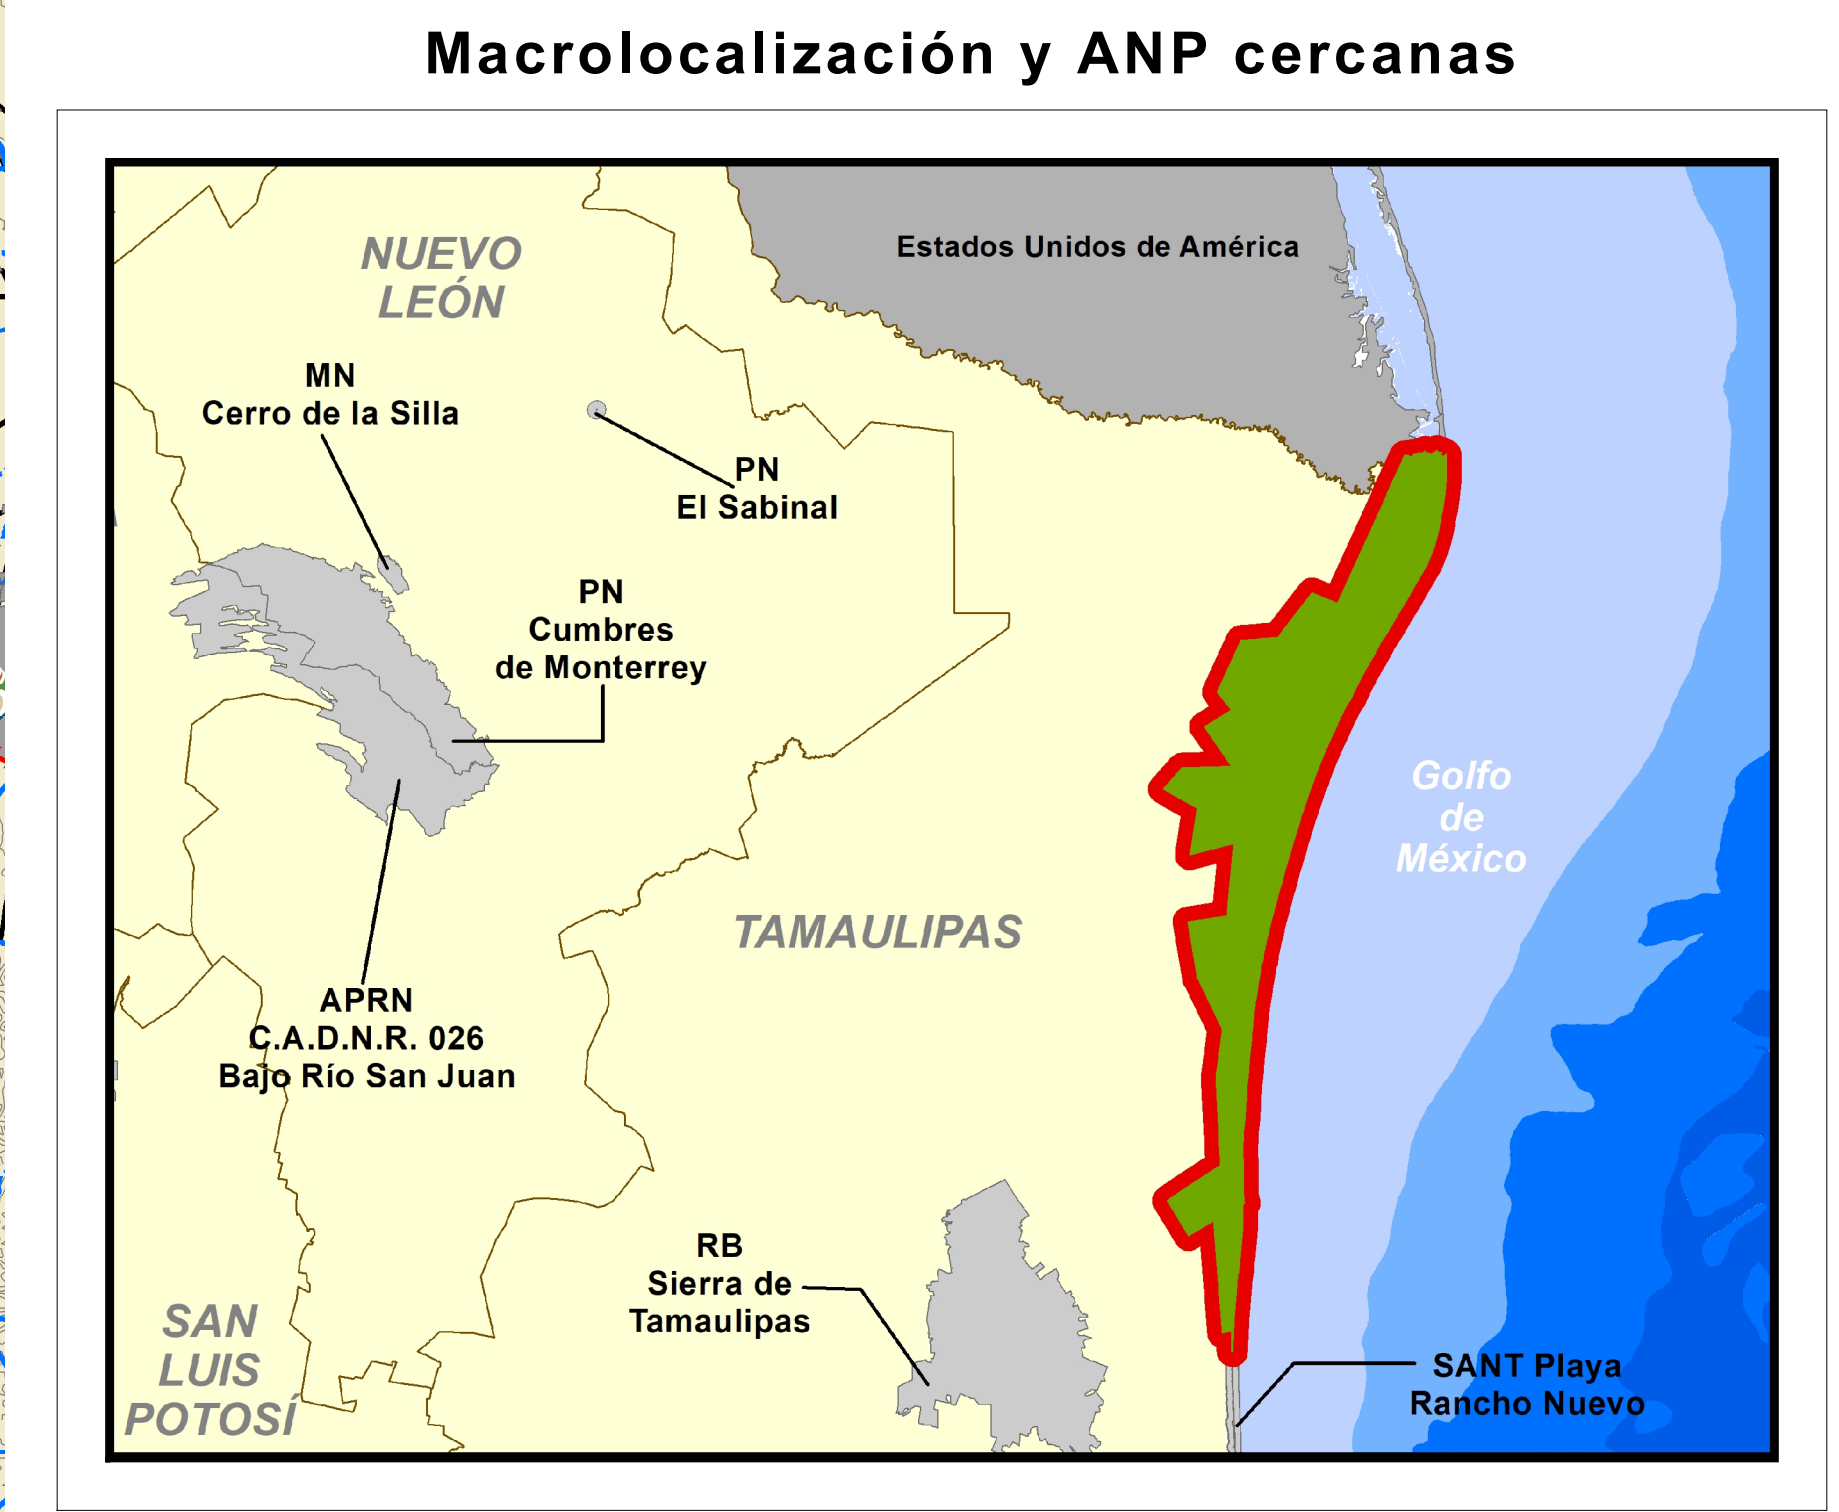 Macrolocalización y ANP cercanas
NUEVO
LEÓN
Estados Unidos de América
MN
Cerro de la Silla
PN
El Sabinal
PN
Cumbres
de Monterrey
Golfo
de
México
TAMAULIPAS
APRN
C.A.D.N.R. 026
Bajo Río San Juan
RB
Sierra de
Tamaulipas
SAN
LUIS
POTOSÍ
SANT Playa
Rancho Nuevo